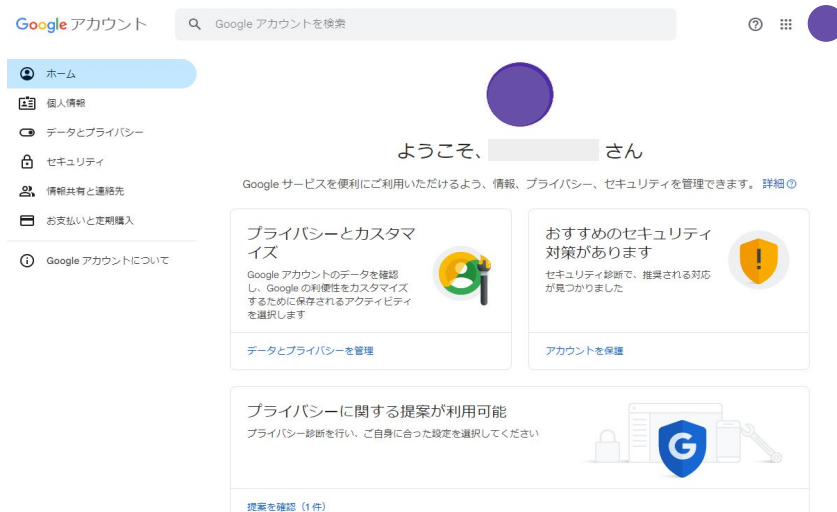 Google アカウント
Google アカウントを検索
ホーム
個人情報
データとプライバシー
セキュリティ
情報共有と連絡先
お支払いと定期購入
Google アカウントについて
ようこそ、 さん
Google サービスを便利にご利用いただけるよう、情報、プライバシー、セキュリティを管理できます。 詳細
プライバシーとカスタマ
イズ
Google アカウントのデータを確認
し、Google の利便性をカスタマイズ
するために保存されるアクティビティ
を選択します
データとプライバシーを管理
おすすめのセキュリティ
対策があります
セキュリティ診断で、推奨される対応
が見つかりました
アカウントを保護
プライバシーに関する提案が利用可能
プライバシー診断を行い、ご自身に合った設定を選択してください
G
提案を確認（1 件）